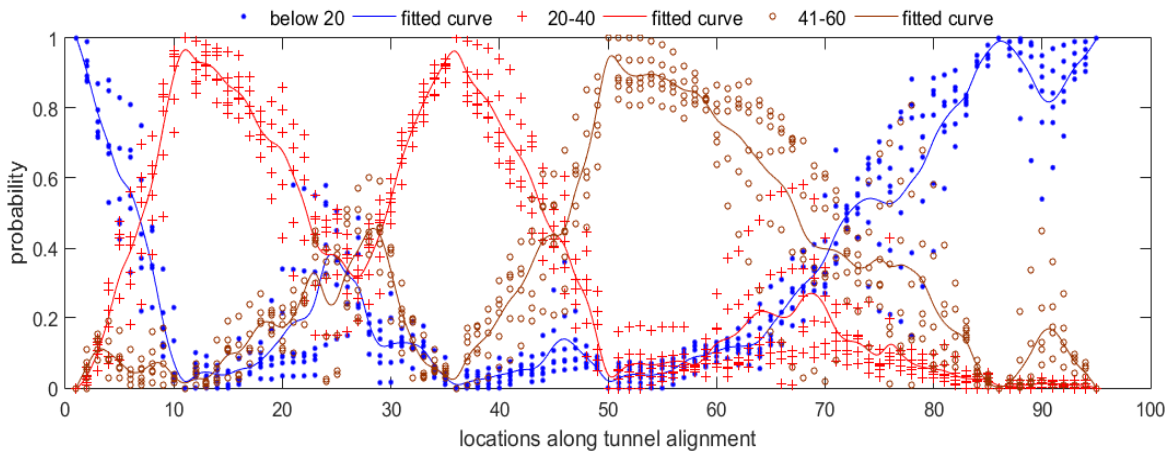 below 20 fitted curve 20-40 fitted curve 41-60 fitted curve
1
0.8
0.6
0.4
0.2
0
probability
0 10 20 30 40 50 60 70 80 90 100
locations along tunnel alignment